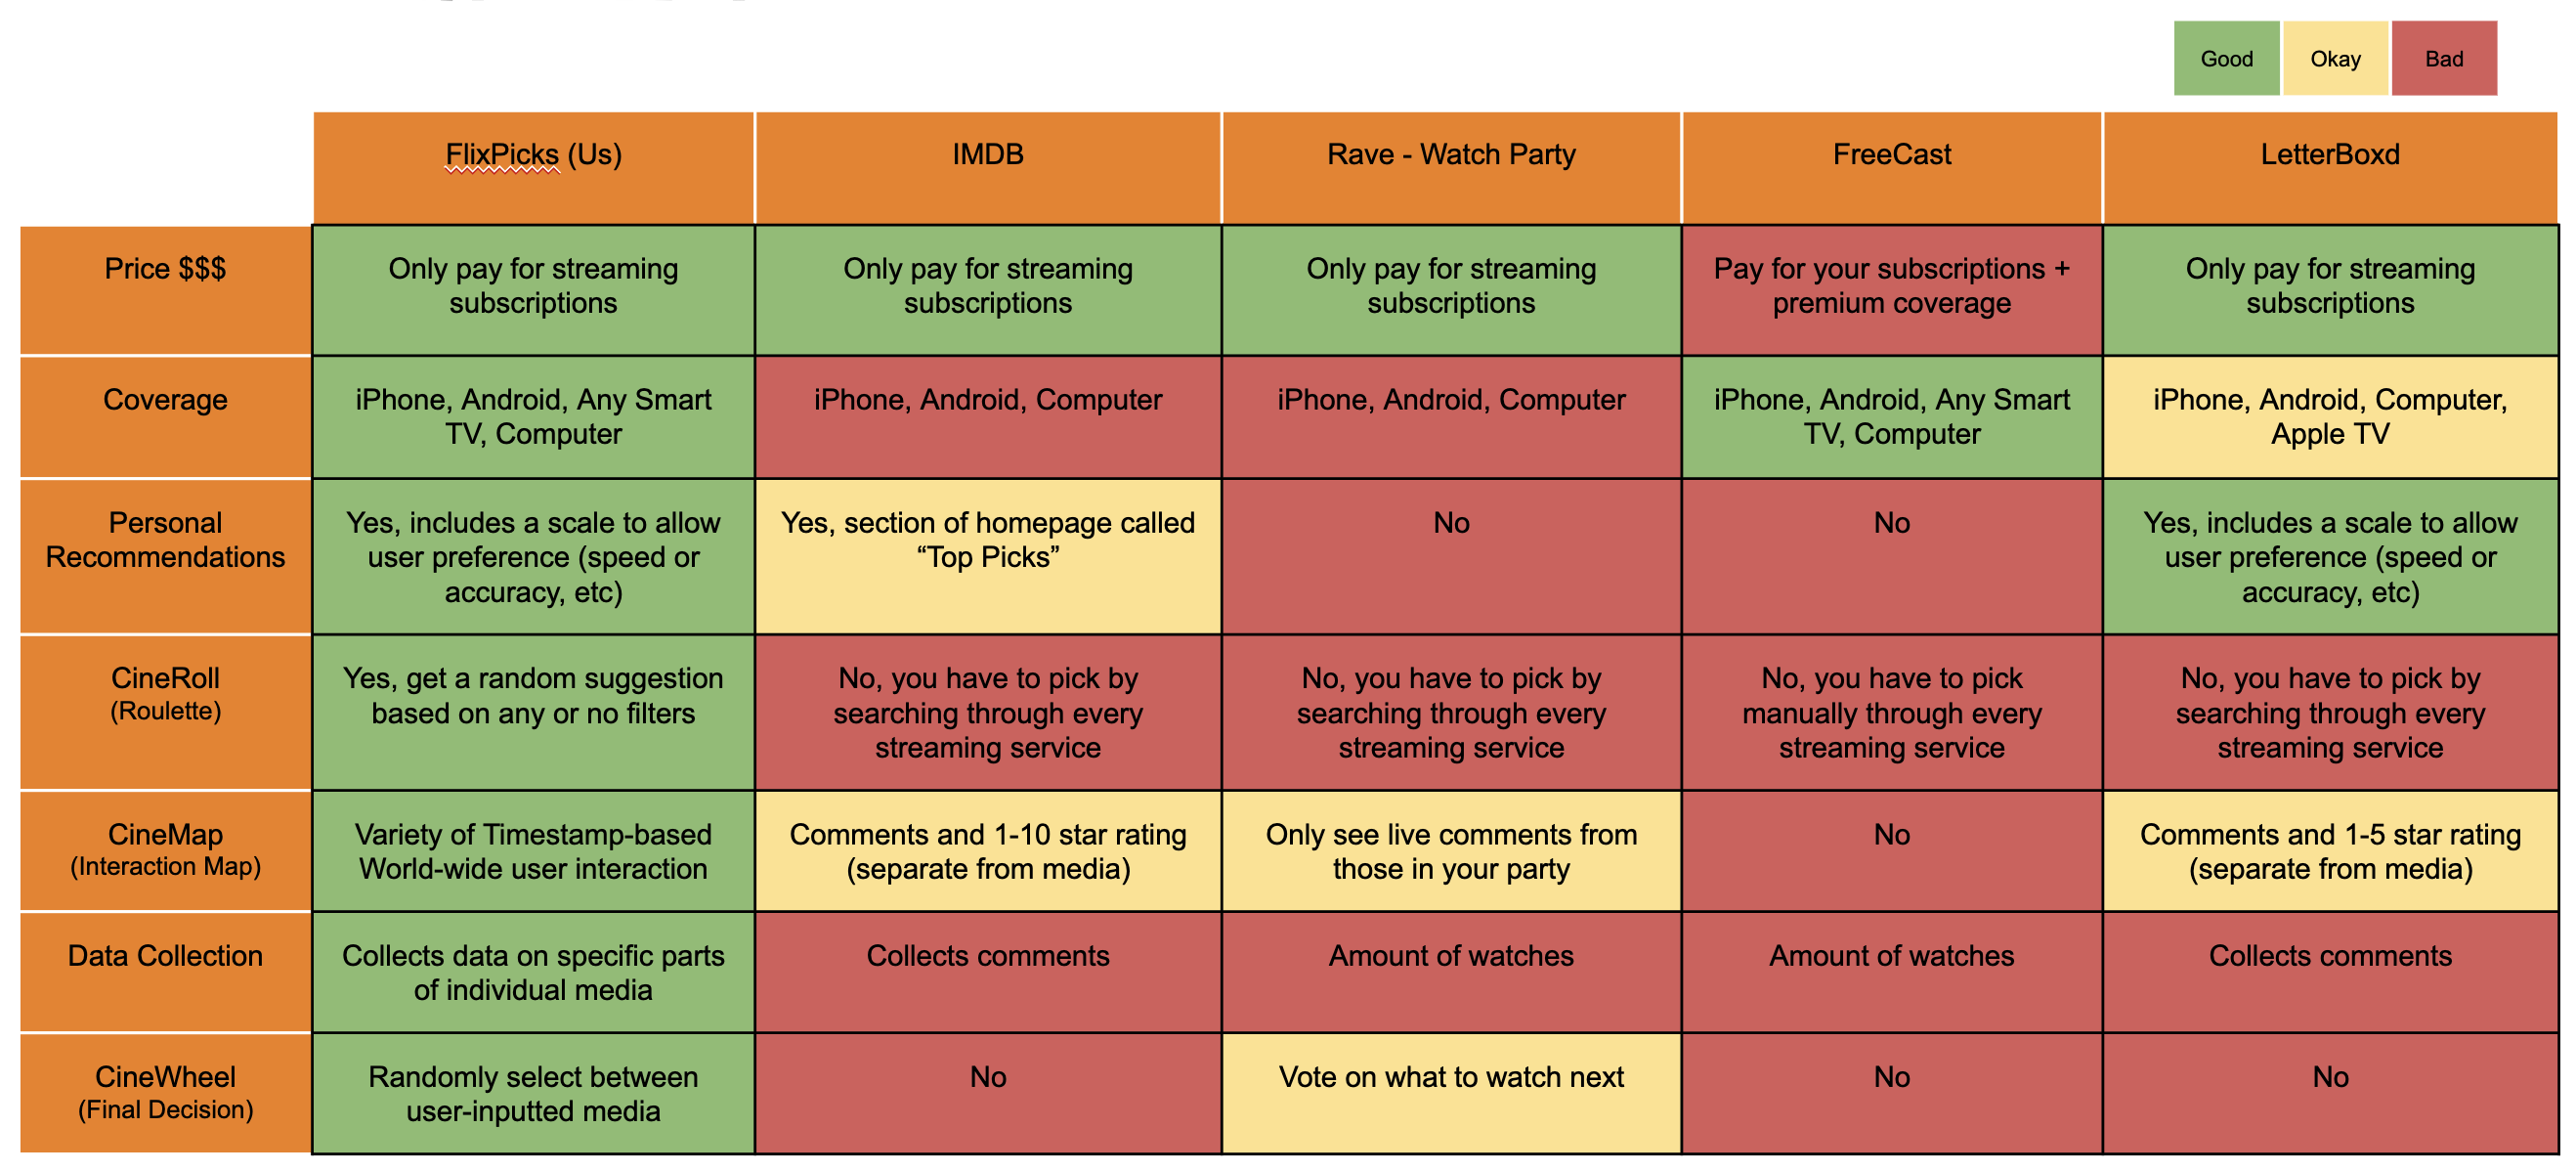 Good
Okay
Bad
FlixPicks (Us)
IMDB
Rave - Watch Party
FreeCast
LetterBoxd
Price $$$
Only pay for streaming
subscriptions
Only pay for streaming
subscriptions
Only pay for streaming
subscriptions
Pay for your subscriptions +
premium coverage
Only pay for streaming
subscriptions
Coverage
iPhone, Android, Any Smart
TV, Computer
iPhone, Android, Computer
iPhone, Android, Computer
iPhone, Android, Any Smart
TV, Computer
iPhone, Android, Computer,
Apple TV
Personal
Recommendations
Yes, includes a scale to allow
user preference (speed or
accuracy, etc)
Yes, section of homepage called
“Top Picks”
No
No
Yes, includes a scale to allow
user preference (speed or
accuracy, etc)
CineRoll
(Roulette)
Yes, get a random suggestion
based on any or no filters
No, you have to pick by
searching through every
streaming service
No, you have to pick by
searching through every
streaming service
No, you have to pick
manually through every
streaming service
No, you have to pick by
searching through every
streaming service
CineMap
(Interaction Map)
Variety of Timestamp-based
World-wide user interaction
Comments and 1-10 star rating
(separate from media)
Only see live comments from
those in your party
No
Comments and 1-5 star rating
(separate from media)
Data Collection
Collects data on specific parts
of individual media
Collects comments
Amount of watches
Amount of watches
Collects comments
CineWheel
(Final Decision)
Randomly select between
user-inputted media
No
Vote on what to watch next
No
No